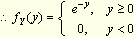 ∴ f_Y(y) = { e^{-y}, y ≥ 0
0, y < 0